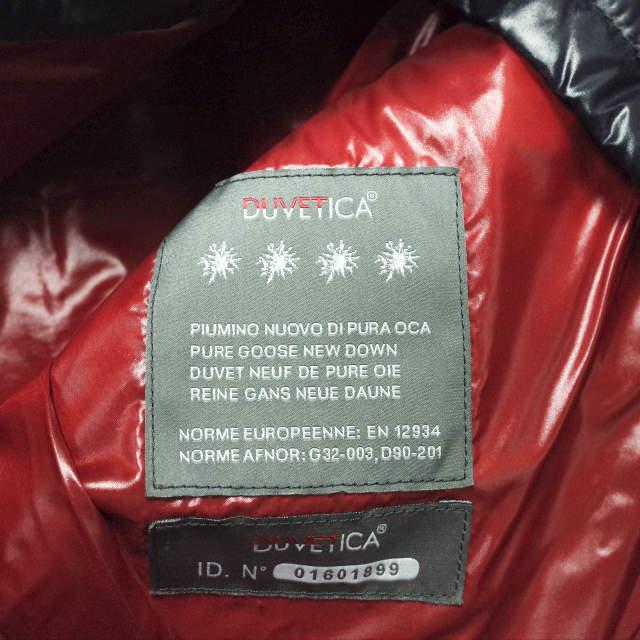 DUVETICA®
PIUMINO NUOVO DI PURA OCA
PURE GOOSE NEW DOWN
DUVET NEUF DE PURE OIE
REINE GANS NEUE DAUNE
NORME EUROPEENNE: EN 12934
NORME AFNOR: G32-003, D90-201
DUVETICA®
ID. N° 01601899